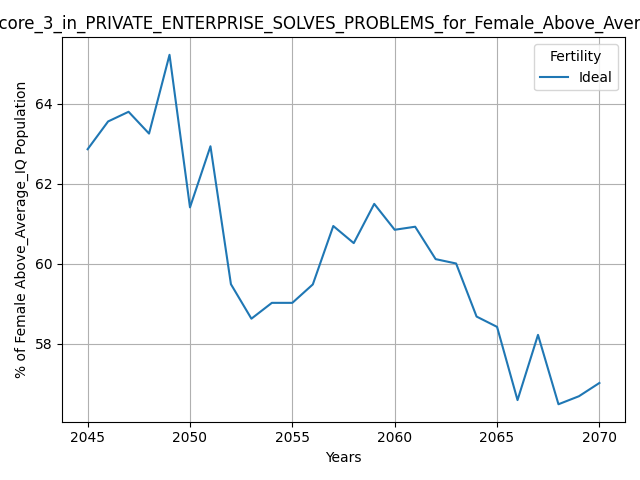 core_3_in_PRIVATE_ENTERPRISE_SOLVES_PROBLEMS_for_Female_Above_Aver
Fertility
Ideal
% of Female Above_Average_IQ Population
64
62
60
58
2045
2050
2055
2060
2065
2070
Years